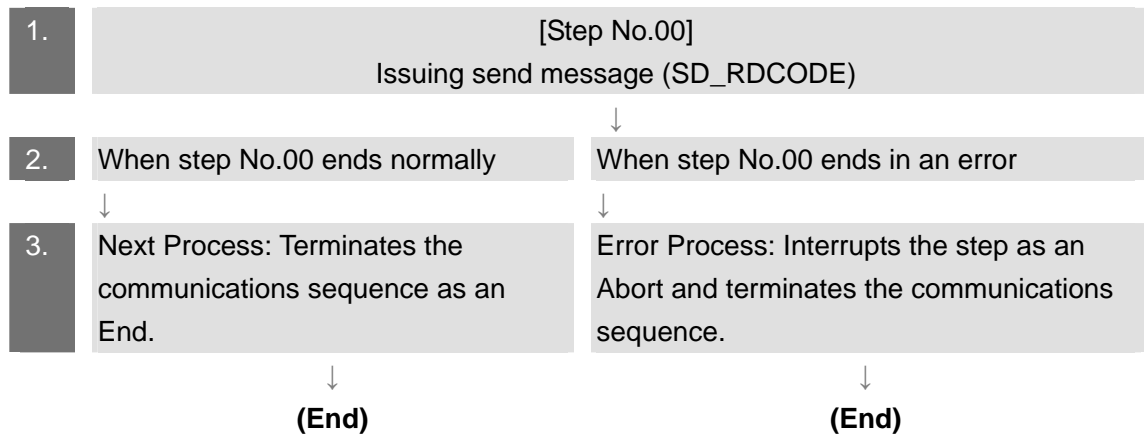 1.
[Step No.00]
Issuing send message (SD_RDCODE)
↓
2.
When step No.00 ends normally
When step No.00 ends in an error
↓
↓
3.
Next Process: Terminates the
communications sequence as an
End.
Error Process: Interrupts the step as an
Abort and terminates the communications
sequence.
↓
↓
(End)
(End)